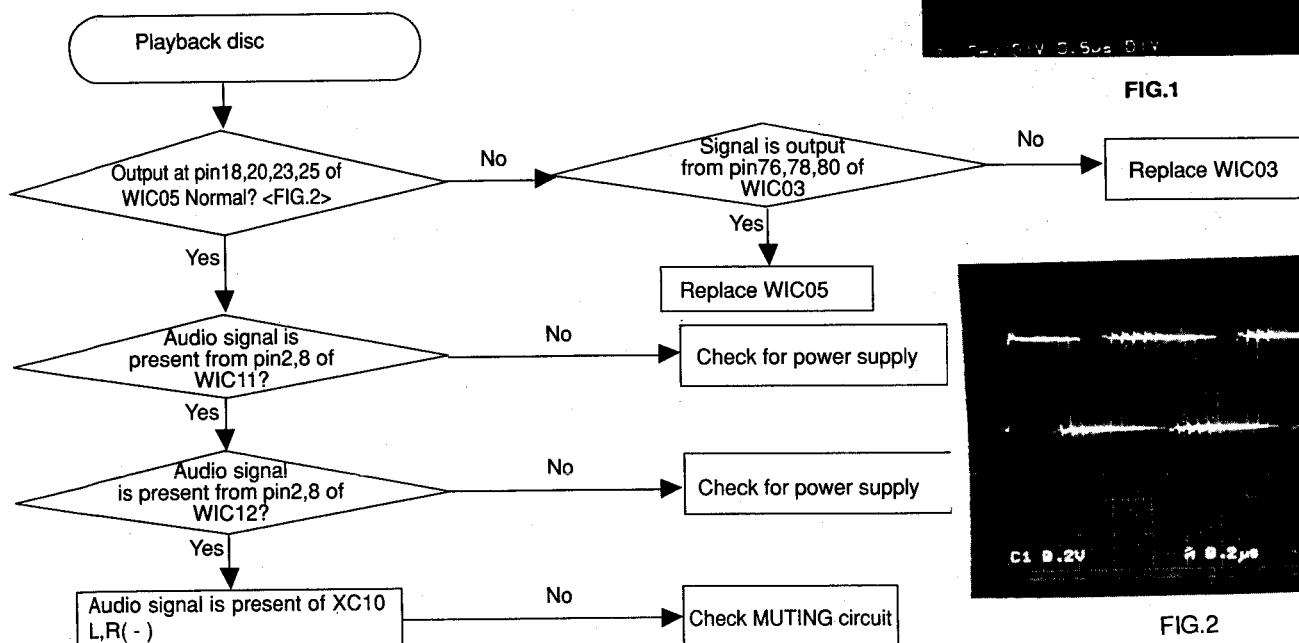 Playback disc
FIG.1
Output at pin18,20,23,25 of
WIC05 Normal? <FIG.2>
No
Signal is output
from pin76,78,80 of
WIC03
No
Replace WIC03
Yes
Yes
Replace WIC05
Audio signal is
present from pin2,8 of
WIC11?
No
Check for power supply
Yes
Audio signal
is present from pin2,8 of
WIC12?
No
Check for power supply
Yes
Audio signal is present of XC10
L,R( - )
No
Check MUTING circuit
C1 0.2V
A 0.2µs
FIG.2